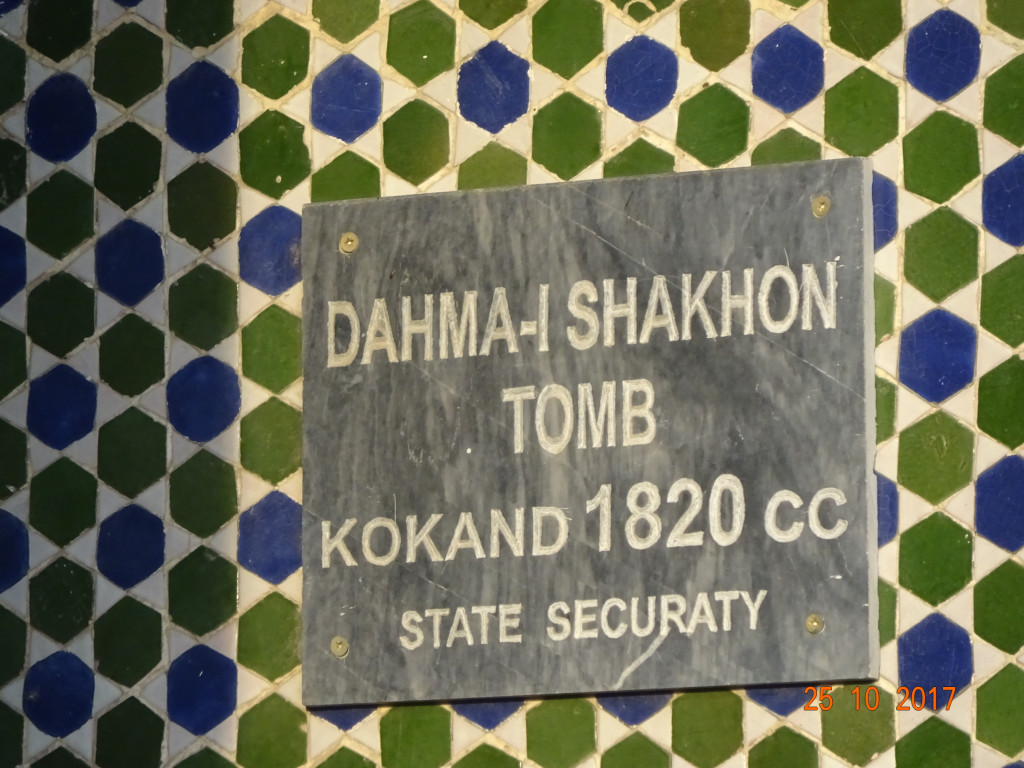 DAHMA-I SHAKHON
TOMB
KOKAND 1820 CC
STATE SECURATY
25 10 2017